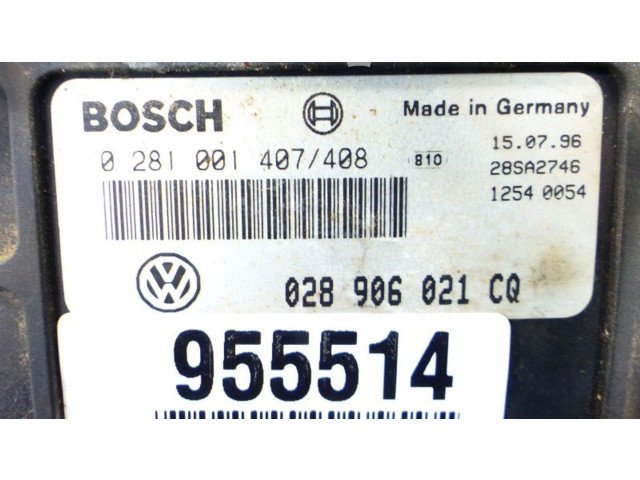 BOSCH Made in Germany
0 281 001 407/408 810 15.07.96
28SA2746
1254 0054
028 906 021 CQ
955514